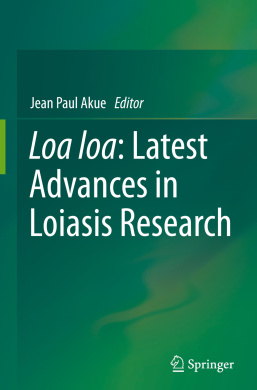 Jean Paul Akue Editor
Loa loa: Latest
Advances in
Loiasis Research
Springer